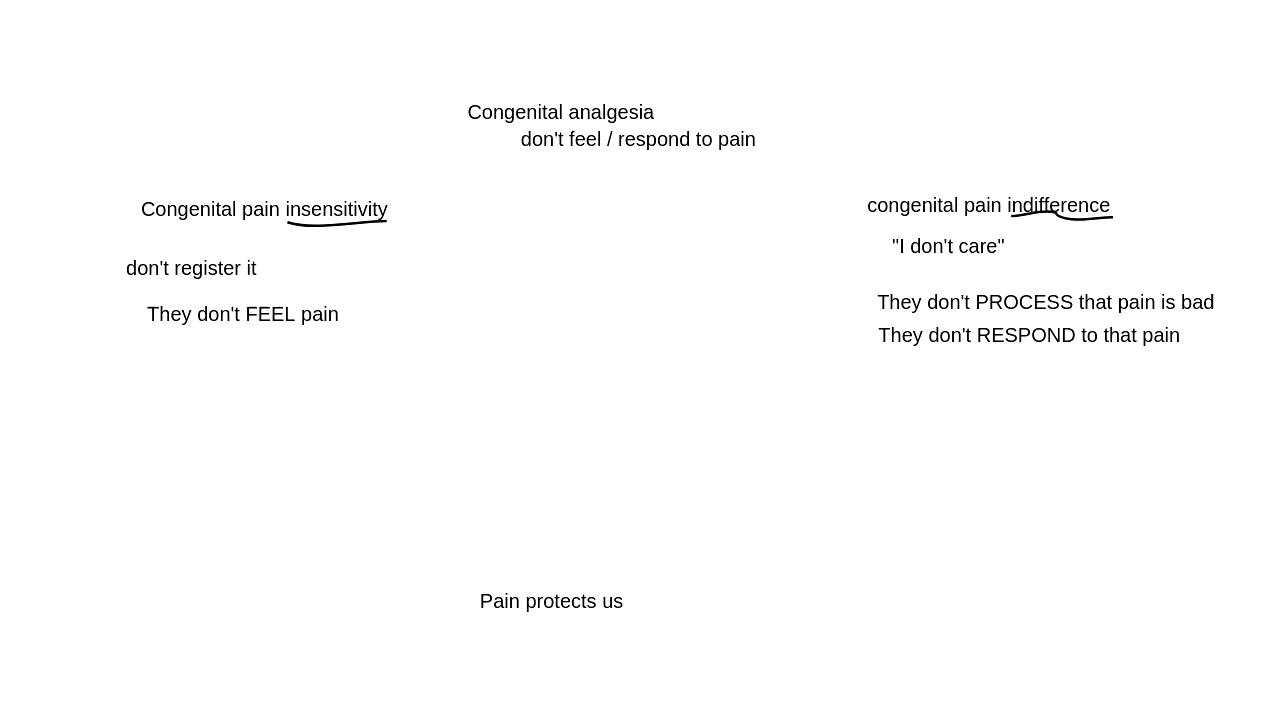 Congenital analgesia
don't feel / respond to pain
Congenital pain insensitivity
don't register it
They don't FEEL pain
congenital pain indifference
"I don't care"
They don't PROCESS that pain is bad
They don't RESPOND to that pain
Pain protects us